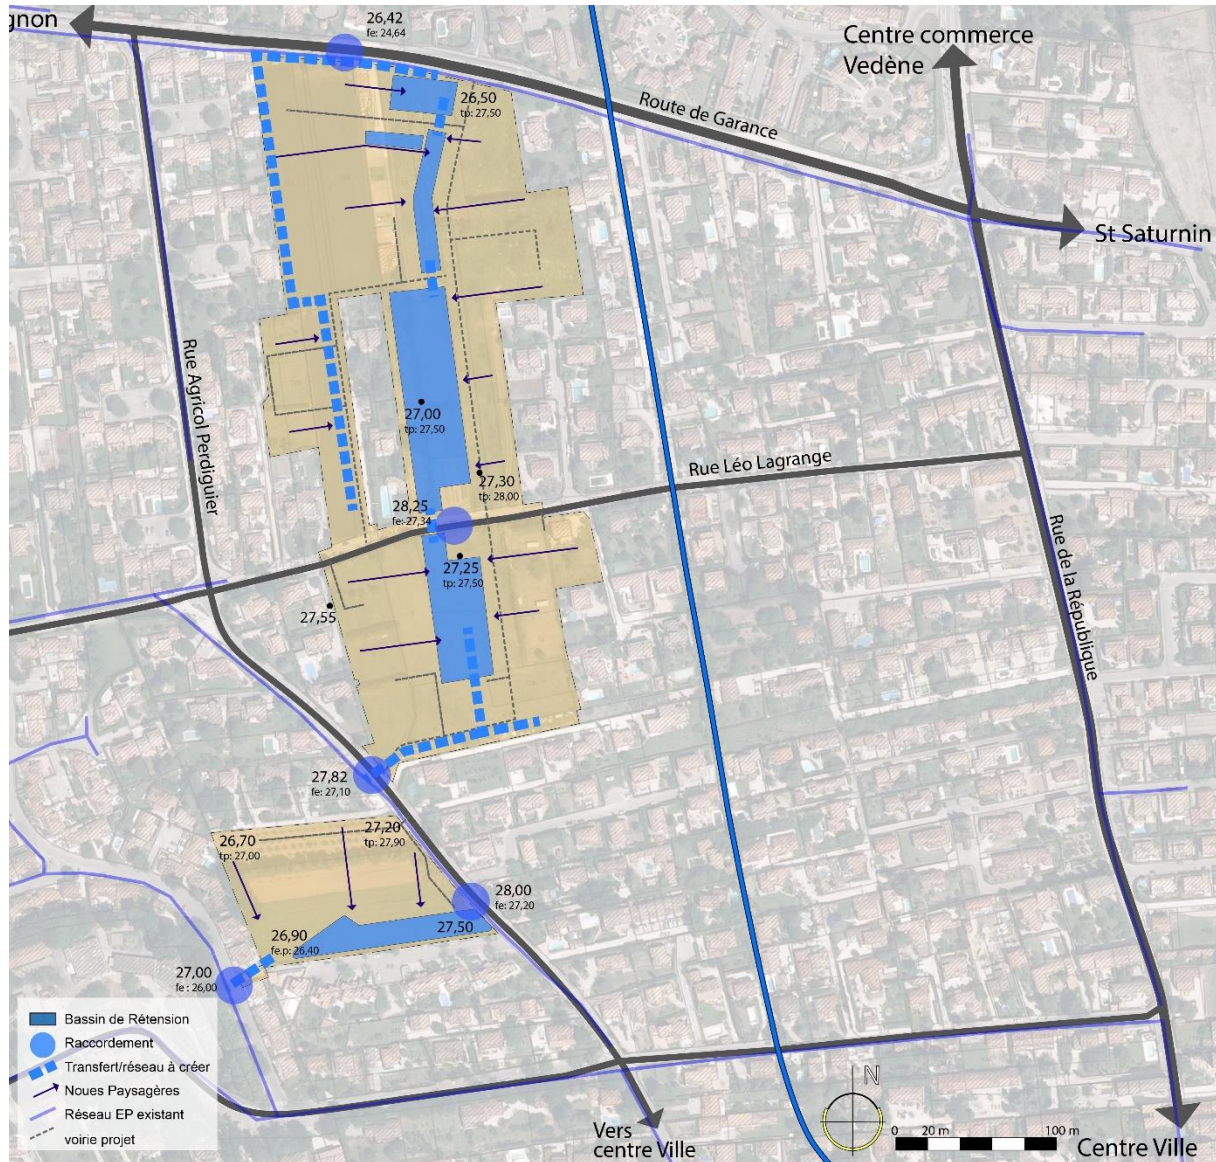 gnon
26,42
fe: 24,64
Centre commerce
Vedène
Route de Garance
26,50
tp: 27,50
St Saturnin
Rue Agricol Perdiguier
27,00
tp: 27,50
Rue Léo Lagrange
27,30
tp: 28,00
28,25
fe: 27,34
27,25
tp: 27,50
27,55
Rue de la République
27,82
fe: 27,10
27,20
tp: 27,90
26,70
tp: 27,00
28,00
fe: 27,20
27,50
26,90
fe.p: 26,40
27,00
fe : 26,00
Bassin de Rétension
Raccordement
Transfert/réseau à créer
Noues Paysagères
Réseau EP existant
voirie projet
N
0 20 m 100 m
Vers
centre Ville
Centre Ville